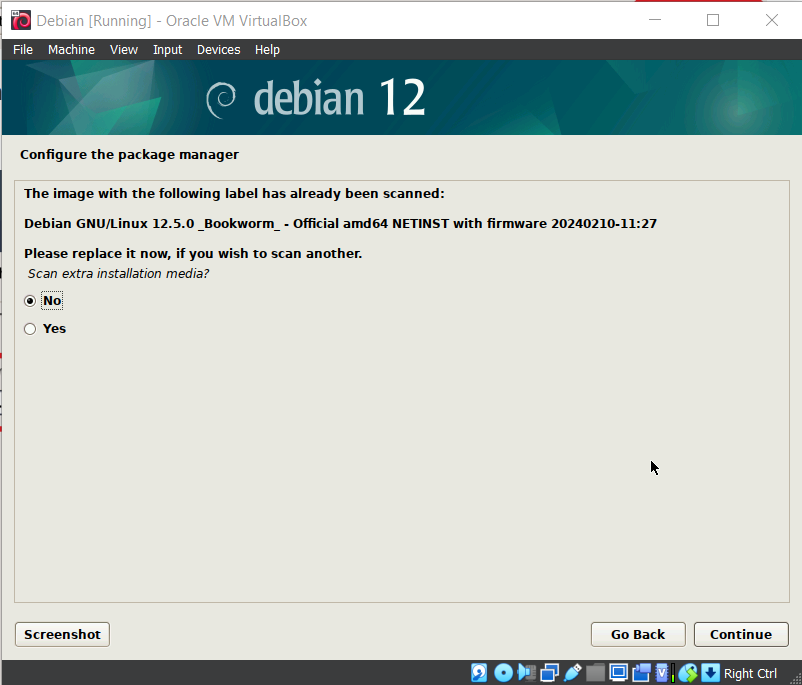 Debian [Running] - Oracle VM VirtualBox
File Machine View Input Devices Help
debian 12
Configure the package manager
The image with the following label has already been scanned:
Debian GNU/Linux 12.5.0 _Bookworm_ - Official amd64 NETINST with firmware 20240210-11:27
Please replace it now, if you wish to scan another.
Scan extra installation media?
No
Yes
Screenshot Go Back Continue
Right Ctrl